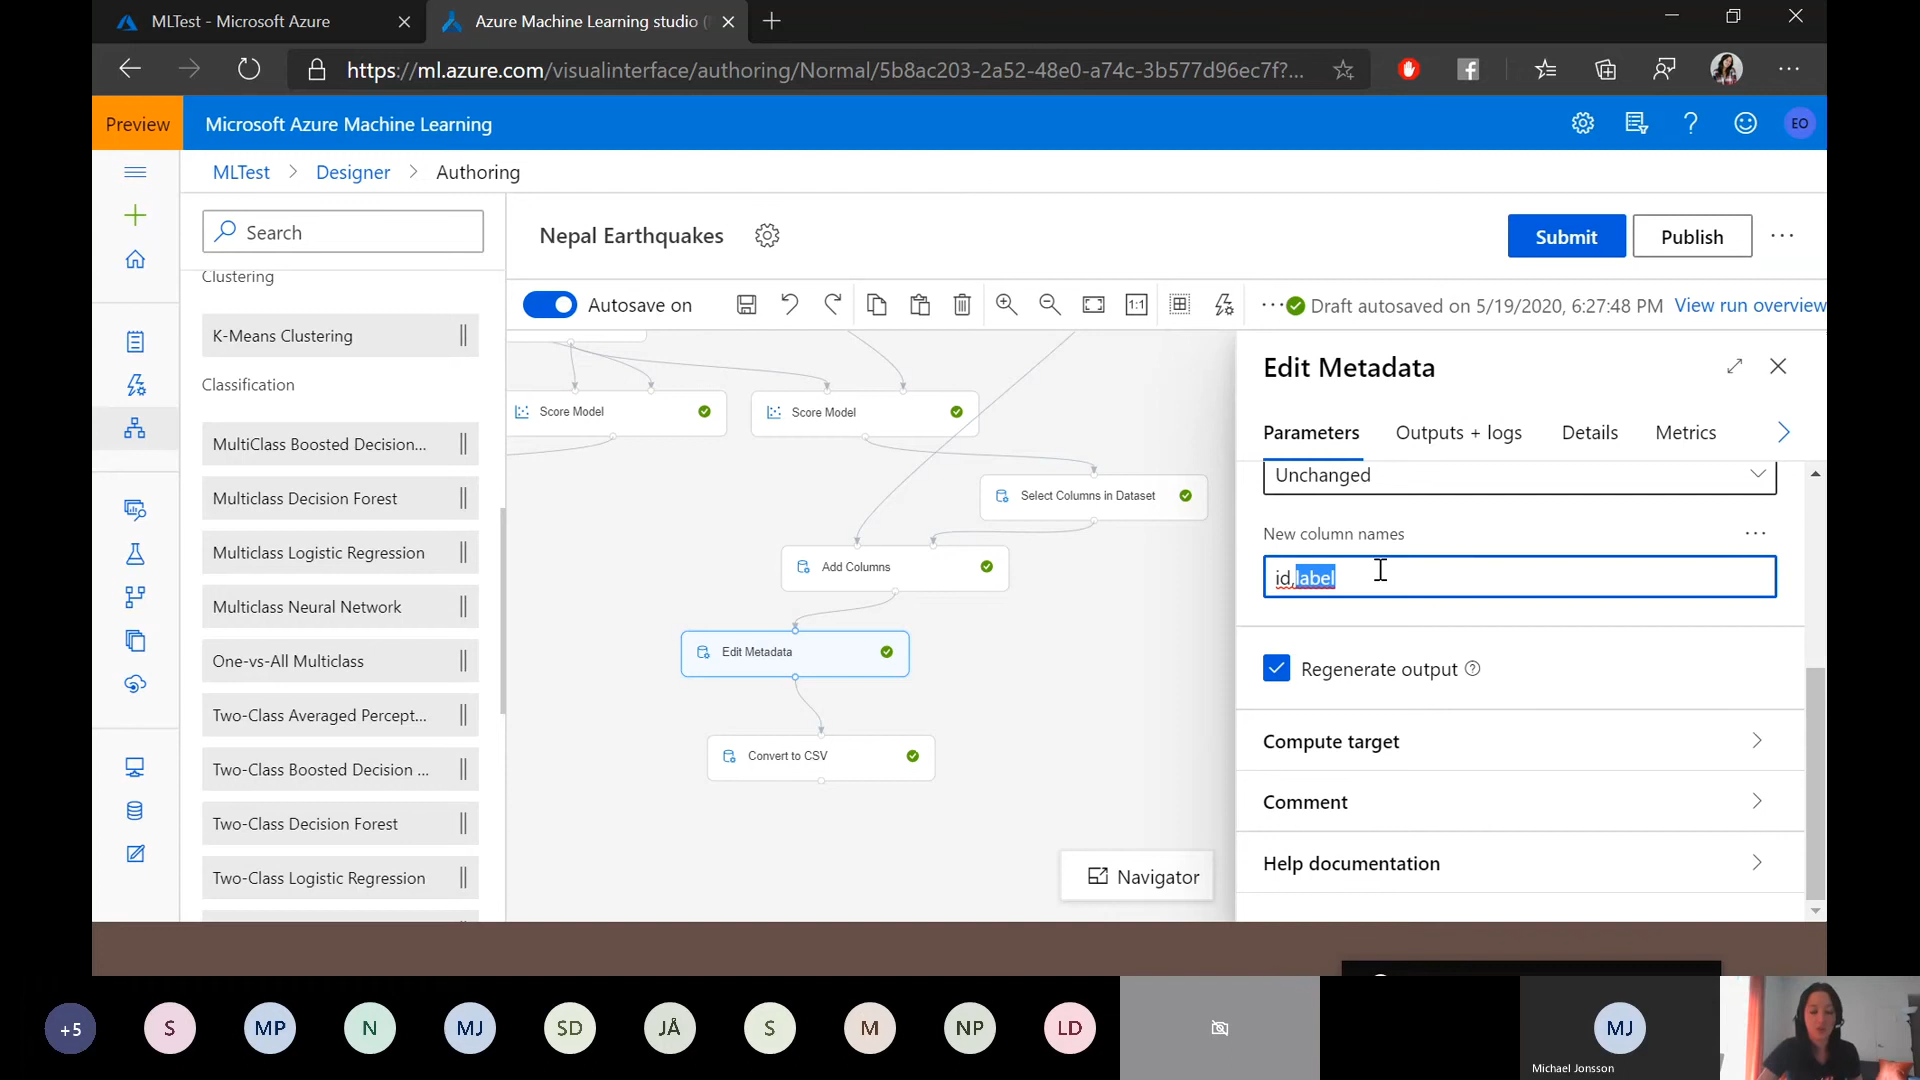 MLTest - Microsoft Azure
Azure Machine Learning studio (
https://ml.azure.com/visualinterface/authoring/Normal/5b8ac203-2a52-48e0-a74c-3b577d96ec7f?...
Preview
Microsoft Azure Machine Learning
EO
MLTest > Designer > Authoring
Search
Clustering
K-Means Clustering
Classification
MultiClass Boosted Decision...
Multiclass Decision Forest
Multiclass Logistic Regression
Multiclass Neural Network
One-vs-All Multiclass
Two-Class Averaged Percept...
Two-Class Boosted Decision ...
Two-Class Decision Forest
Two-Class Logistic Regression
Nepal Earthquakes
Submit
Publish
Autosave on
1:1
Draft autosaved on 5/19/2020, 6:27:48 PM
View run overview
Score Model
Score Model
Select Columns in Dataset
Add Columns
Edit Metadata
Convert to CSV
Navigator
Edit Metadata
Parameters
Outputs + logs
Details
Metrics
Unchanged
New column names
id,label
Regenerate output
Compute target
Comment
Help documentation
+5
S
MP
N
MJ
SD
JÅ
S
M
NP
LD
MJ
Michael Jonsson